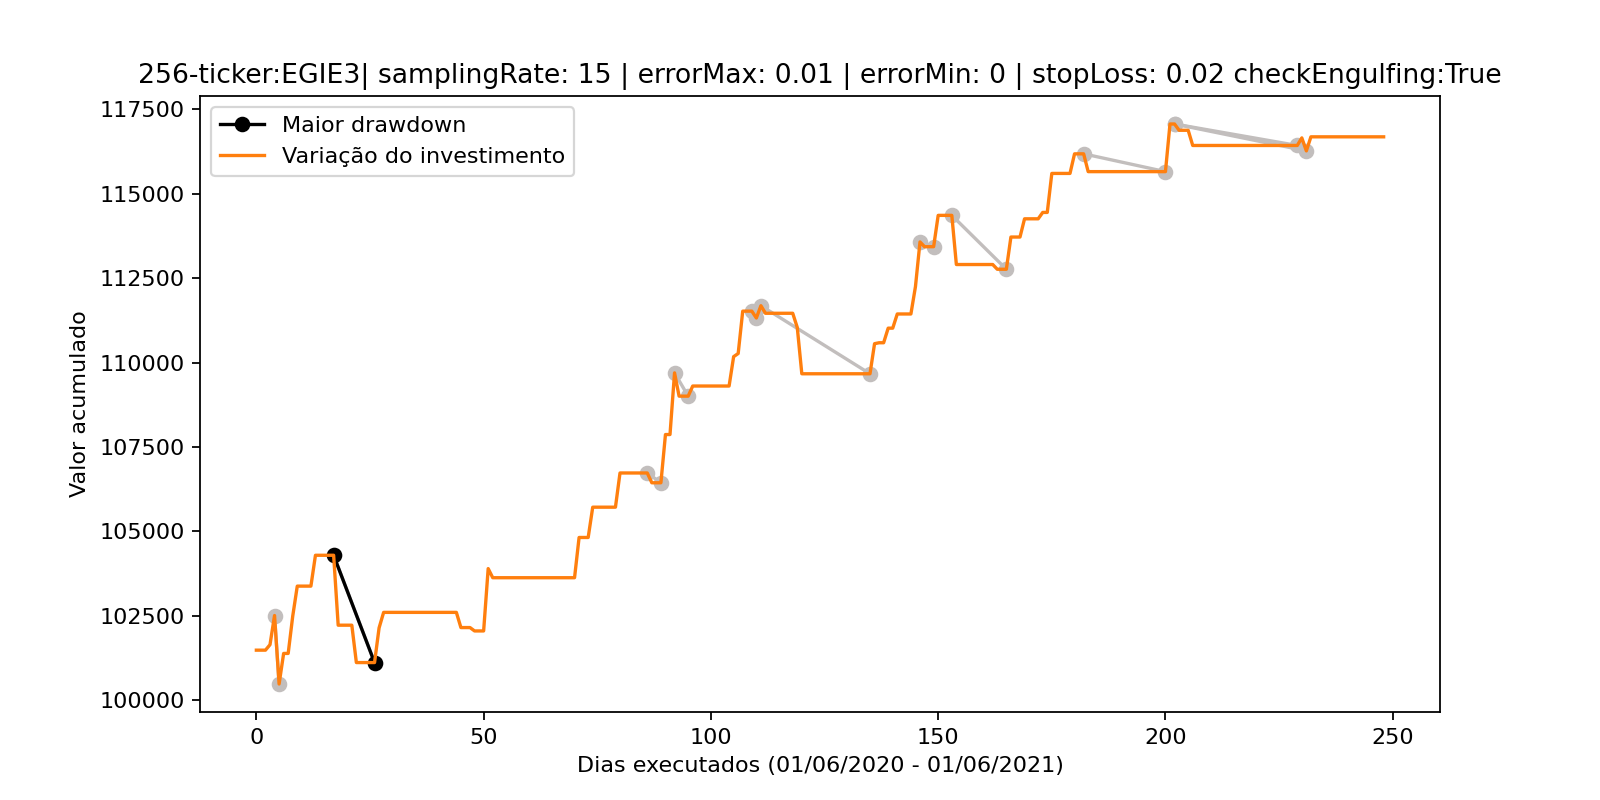 256-ticker:EGIE3| samplingRate: 15 | errorMax: 0.01 | errorMin: 0 | stopLoss: 0.02 checkEngulfing:True
Maior drawdown
Variação do investimento
Valor acumulado
117500
115000
112500
110000
107500
105000
102500
100000
0 50 100 150 200 250
Dias executados (01/06/2020 - 01/06/2021)